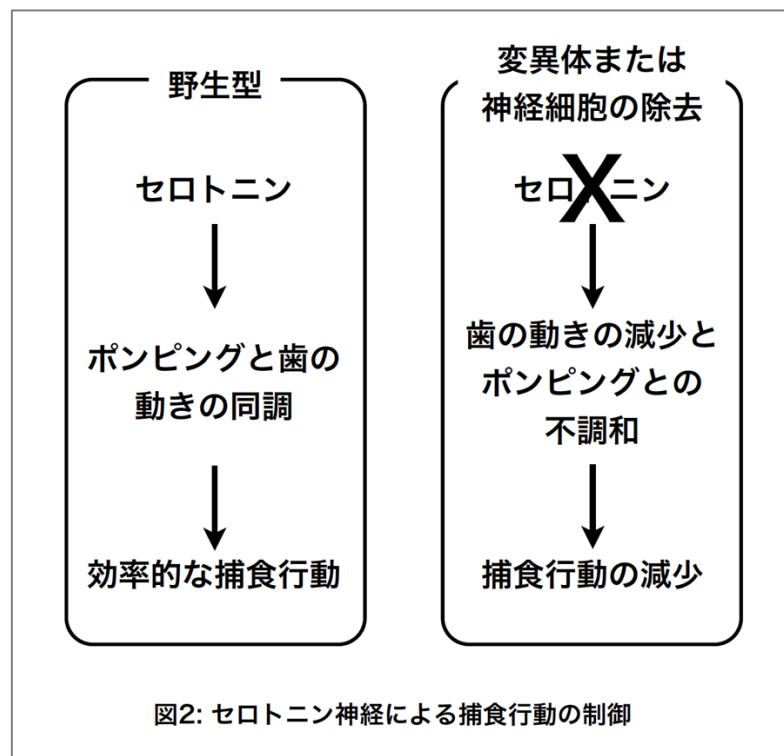 野生型
セロトニン
ポンピングと歯の
動きの同調
効率的な捕食行動
変異体または
神経細胞の除去
セロトニン
歯の動きの減少と
ポンピングとの
不調和
捕食行動の減少
図2: セロトニン神経による捕食行動の制御